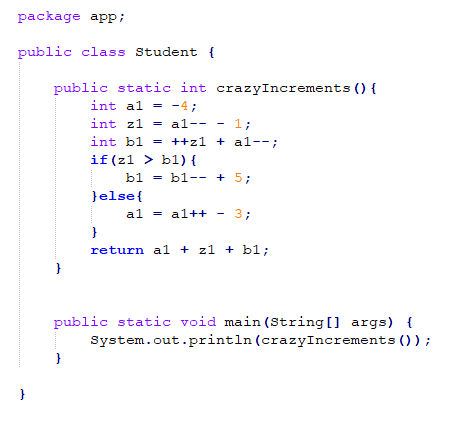 package app;
public class Student {
public static int crazyIncrements(){
int a1 = -4;
int z1 = a1-- - 1;
int b1 = ++z1 + a1--;
if(z1 > b1){
b1 = b1-- + 5;
}else{
a1 = a1++ - 3;
}
return a1 + z1 + b1;
}
public static void main(String[] args) {
System.out.println(crazyIncrements());
}
}